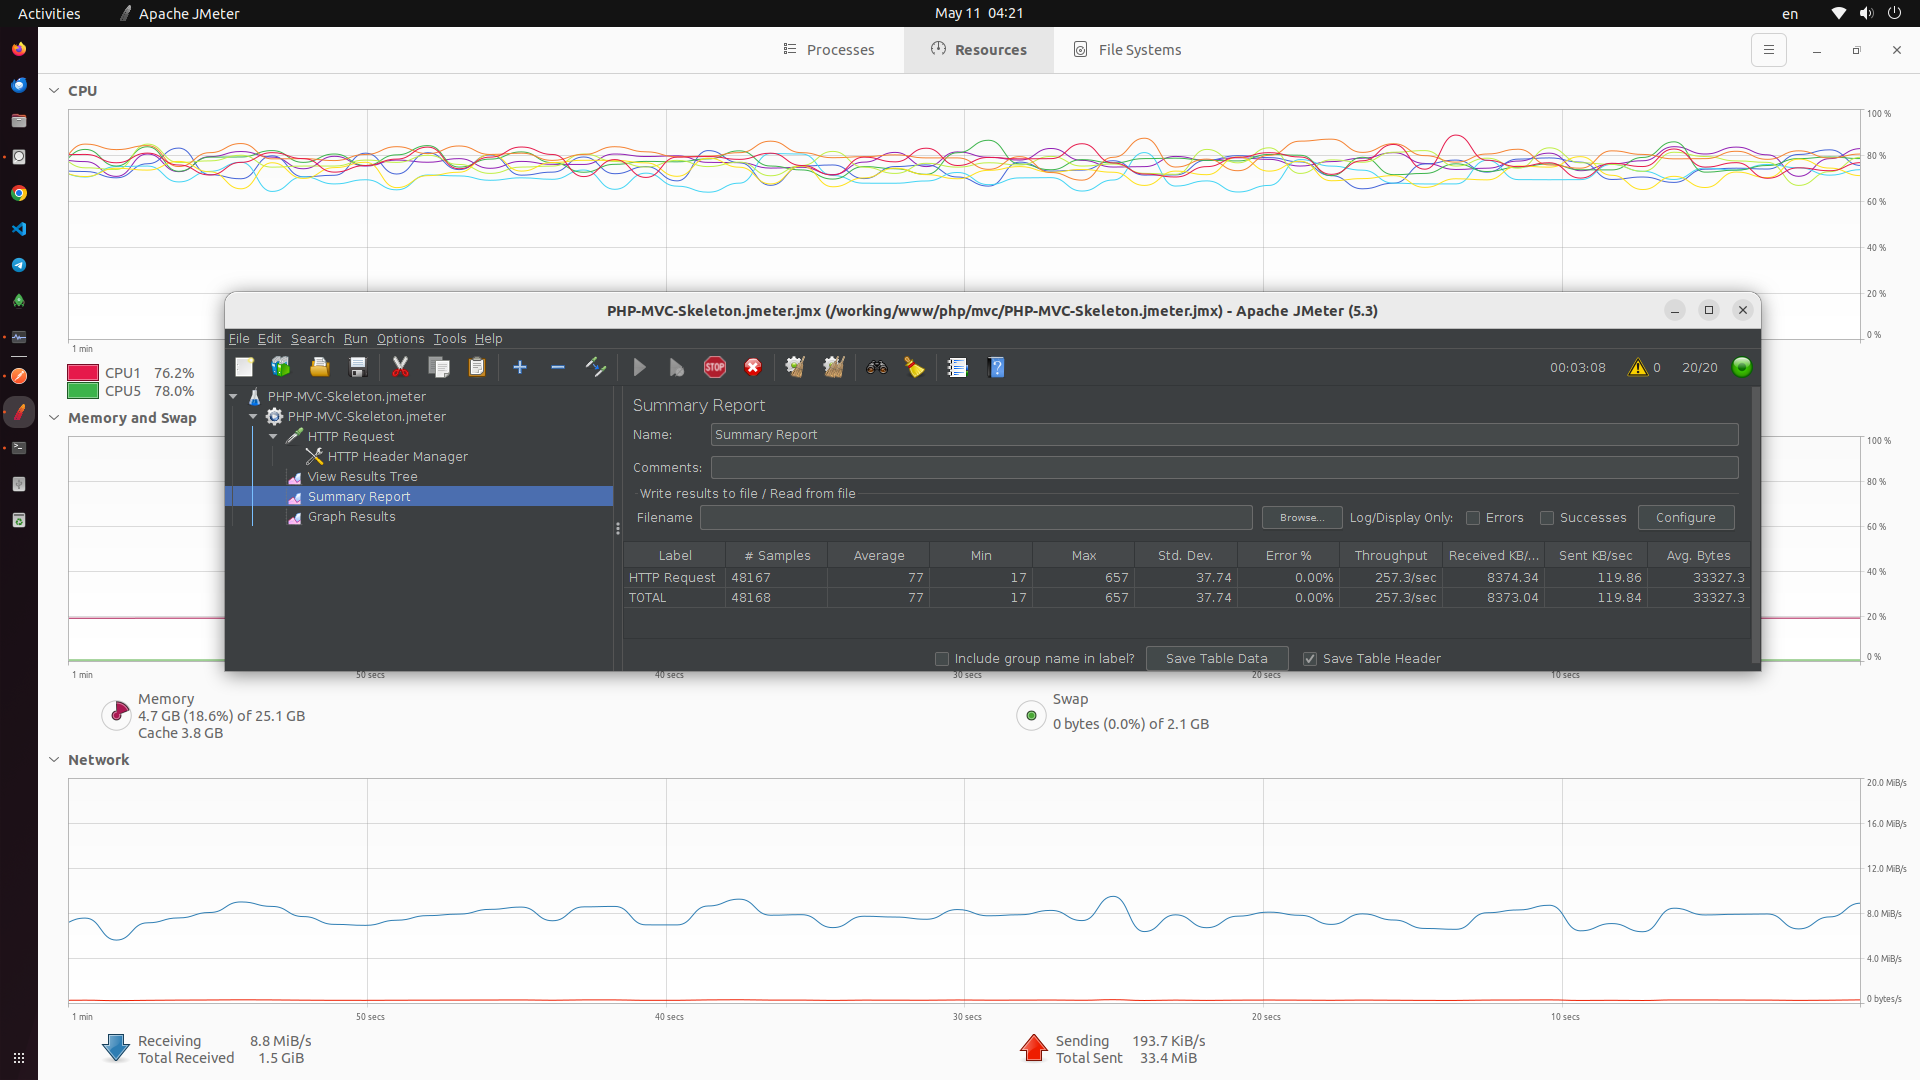 Activities Apache JMeter May 11 04:21 en
Processes Resources File Systems
CPU
100 %
80 %
60 %
40 %
20 %
0 %
1 min
CPU1 76.2%
CPU5 78.0%
PHP-MVC-Skeleton.jmeter.jmx (/working/www/php/mvc/PHP-MVC-Skeleton.jmeter.jmx) - Apache JMeter (5.3)
File Edit Search Run Options Tools Help
STOP 00:03:08 0 20/20
PHP-MVC-Skeleton.jmeter
PHP-MVC-Skeleton.jmeter
HTTP Request
HTTP Header Manager
View Results Tree
Summary Report
Graph Results
Summary Report
Name: Summary Report
Comments:
Write results to file / Read from file
Filename Browse... Log/Display Only: Errors Successes Configure
Label # Samples Average Min Max Std. Dev. Error % Throughput Received KB/... Sent KB/sec Avg. Bytes
HTTP Request 48167 77 17 657 37.74 0.00% 257.3/sec 8374.34 119.86 33327.3
TOTAL 48168 77 17 657 37.74 0.00% 257.3/sec 8373.04 119.84 33327.3
Include group name in label? Save Table Data Save Table Header
Memory and Swap
100 %
80 %
60 %
40 %
20 %
0 %
1 min 50 secs 40 secs 30 secs 20 secs 10 secs
Memory
4.7 GB (18.6%) of 25.1 GB
Cache 3.8 GB
Swap
0 bytes (0.0%) of 2.1 GB
Network
20.0 MiB/s
16.0 MiB/s
12.0 MiB/s
8.0 MiB/s
4.0 MiB/s
0 bytes/s
1 min 50 secs 40 secs 30 secs 20 secs 10 secs
Receiving 8.8 MiB/s
Total Received 1.5 GiB
Sending 193.7 KiB/s
Total Sent 33.4 MiB